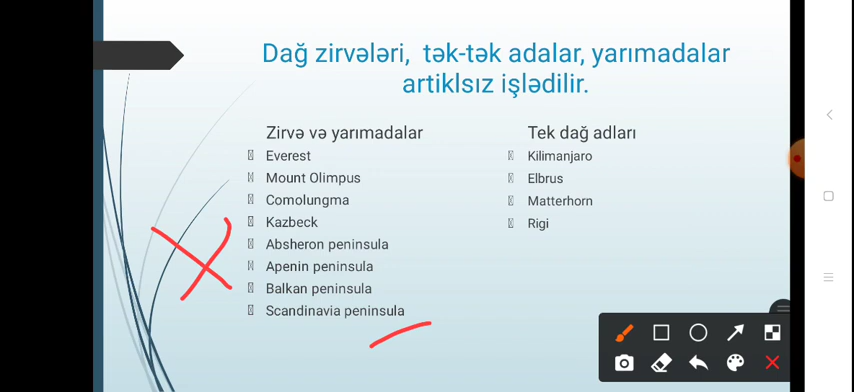 Dağ zirvələri, tək-tək adalar, yarımadalar
artiklsız işlədilir.
Zirvə və yarımadalar
Everest
Mount Olimpus
Comolungma
Kazbeck
Absheron peninsula
Apenin peninsula
Balkan peninsula
Scandinavia peninsula
Tek dağ adları
Kilimanjaro
Elbrus
Matterhorn
Rigi